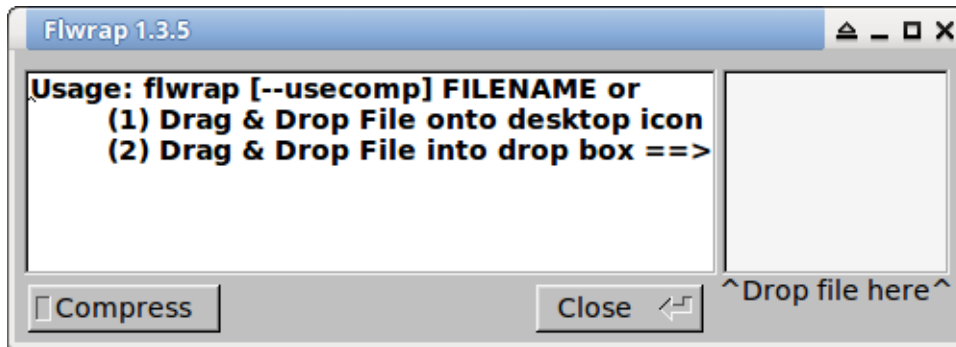 Flwrap 1.3.5
Usage: flwrap [--usecomp] FILENAME or
(1) Drag & Drop File onto desktop icon
(2) Drag & Drop File into drop box ==>
^Drop file here^
Compress
Close